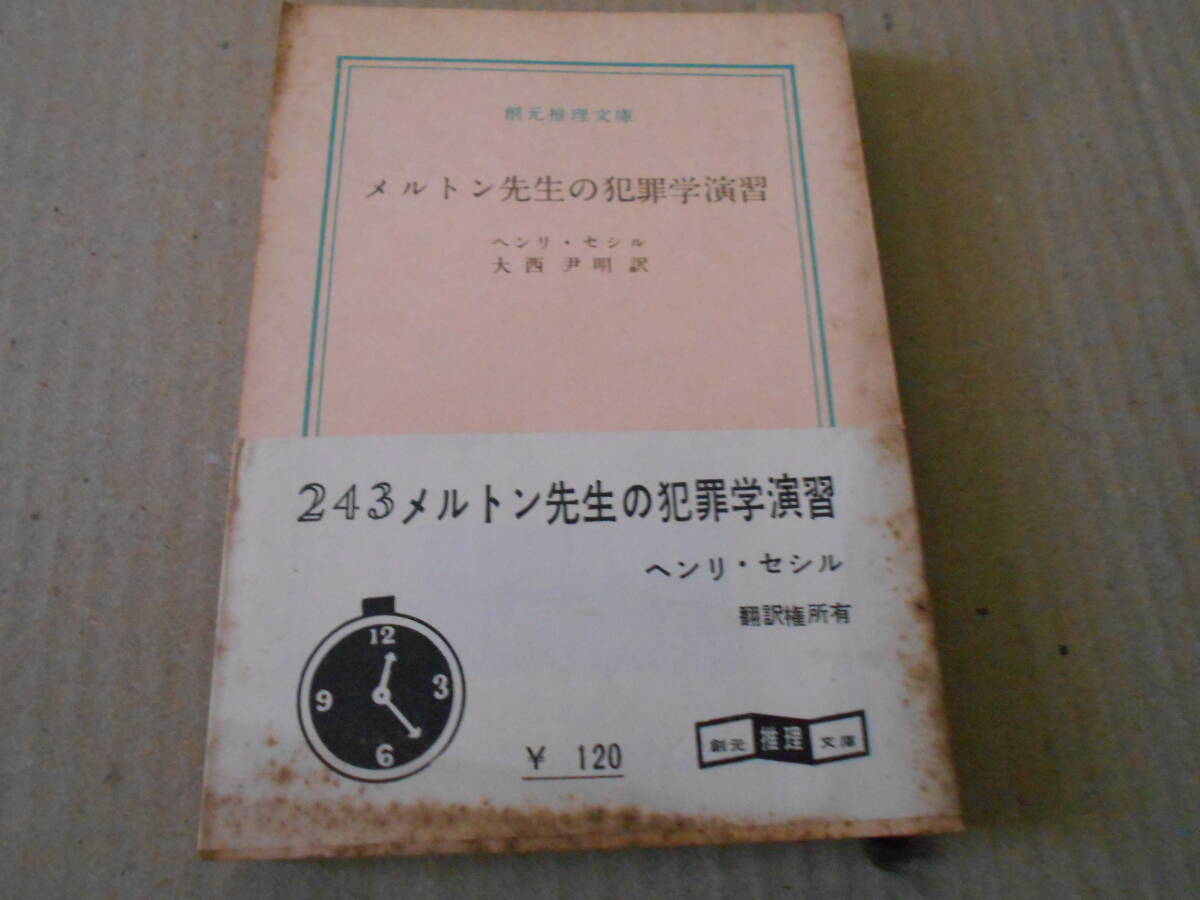 創元推理文庫
メルトン先生の犯罪学演習
ヘンリ・セシル
大西尹明訳
243メルトン先生の犯罪学演習
ヘンリ・セシル
翻訳権所有
12
9 3
6
¥ 120
創元推理文庫